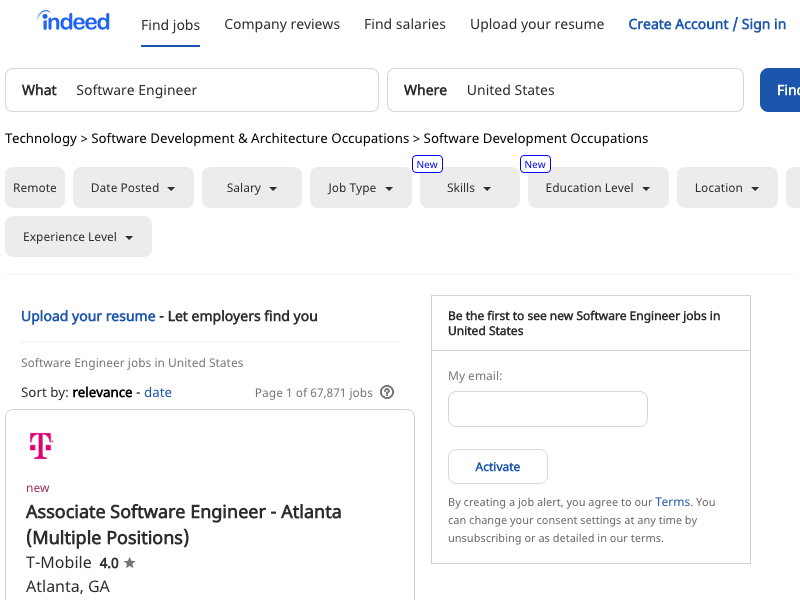 indeed Find jobs Company reviews Find salaries Upload your resume Create Account / Sign in
What Software Engineer Where United States
Technology > Software Development & Architecture Occupations > Software Development Occupations
New New
Remote Date Posted Salary Job Type Skills Education Level Location
Experience Level
Upload your resume - Let employers find you
Software Engineer jobs in United States
Sort by: relevance - date Page 1 of 67,871 jobs
new
Associate Software Engineer - Atlanta
(Multiple Positions)
T-Mobile 4.0 ★
Atlanta, GA
Be the first to see new Software Engineer jobs in
United States
My email:
Activate
By creating a job alert, you agree to our Terms. You
can change your consent settings at any time by
unsubscribing or as detailed in our terms.